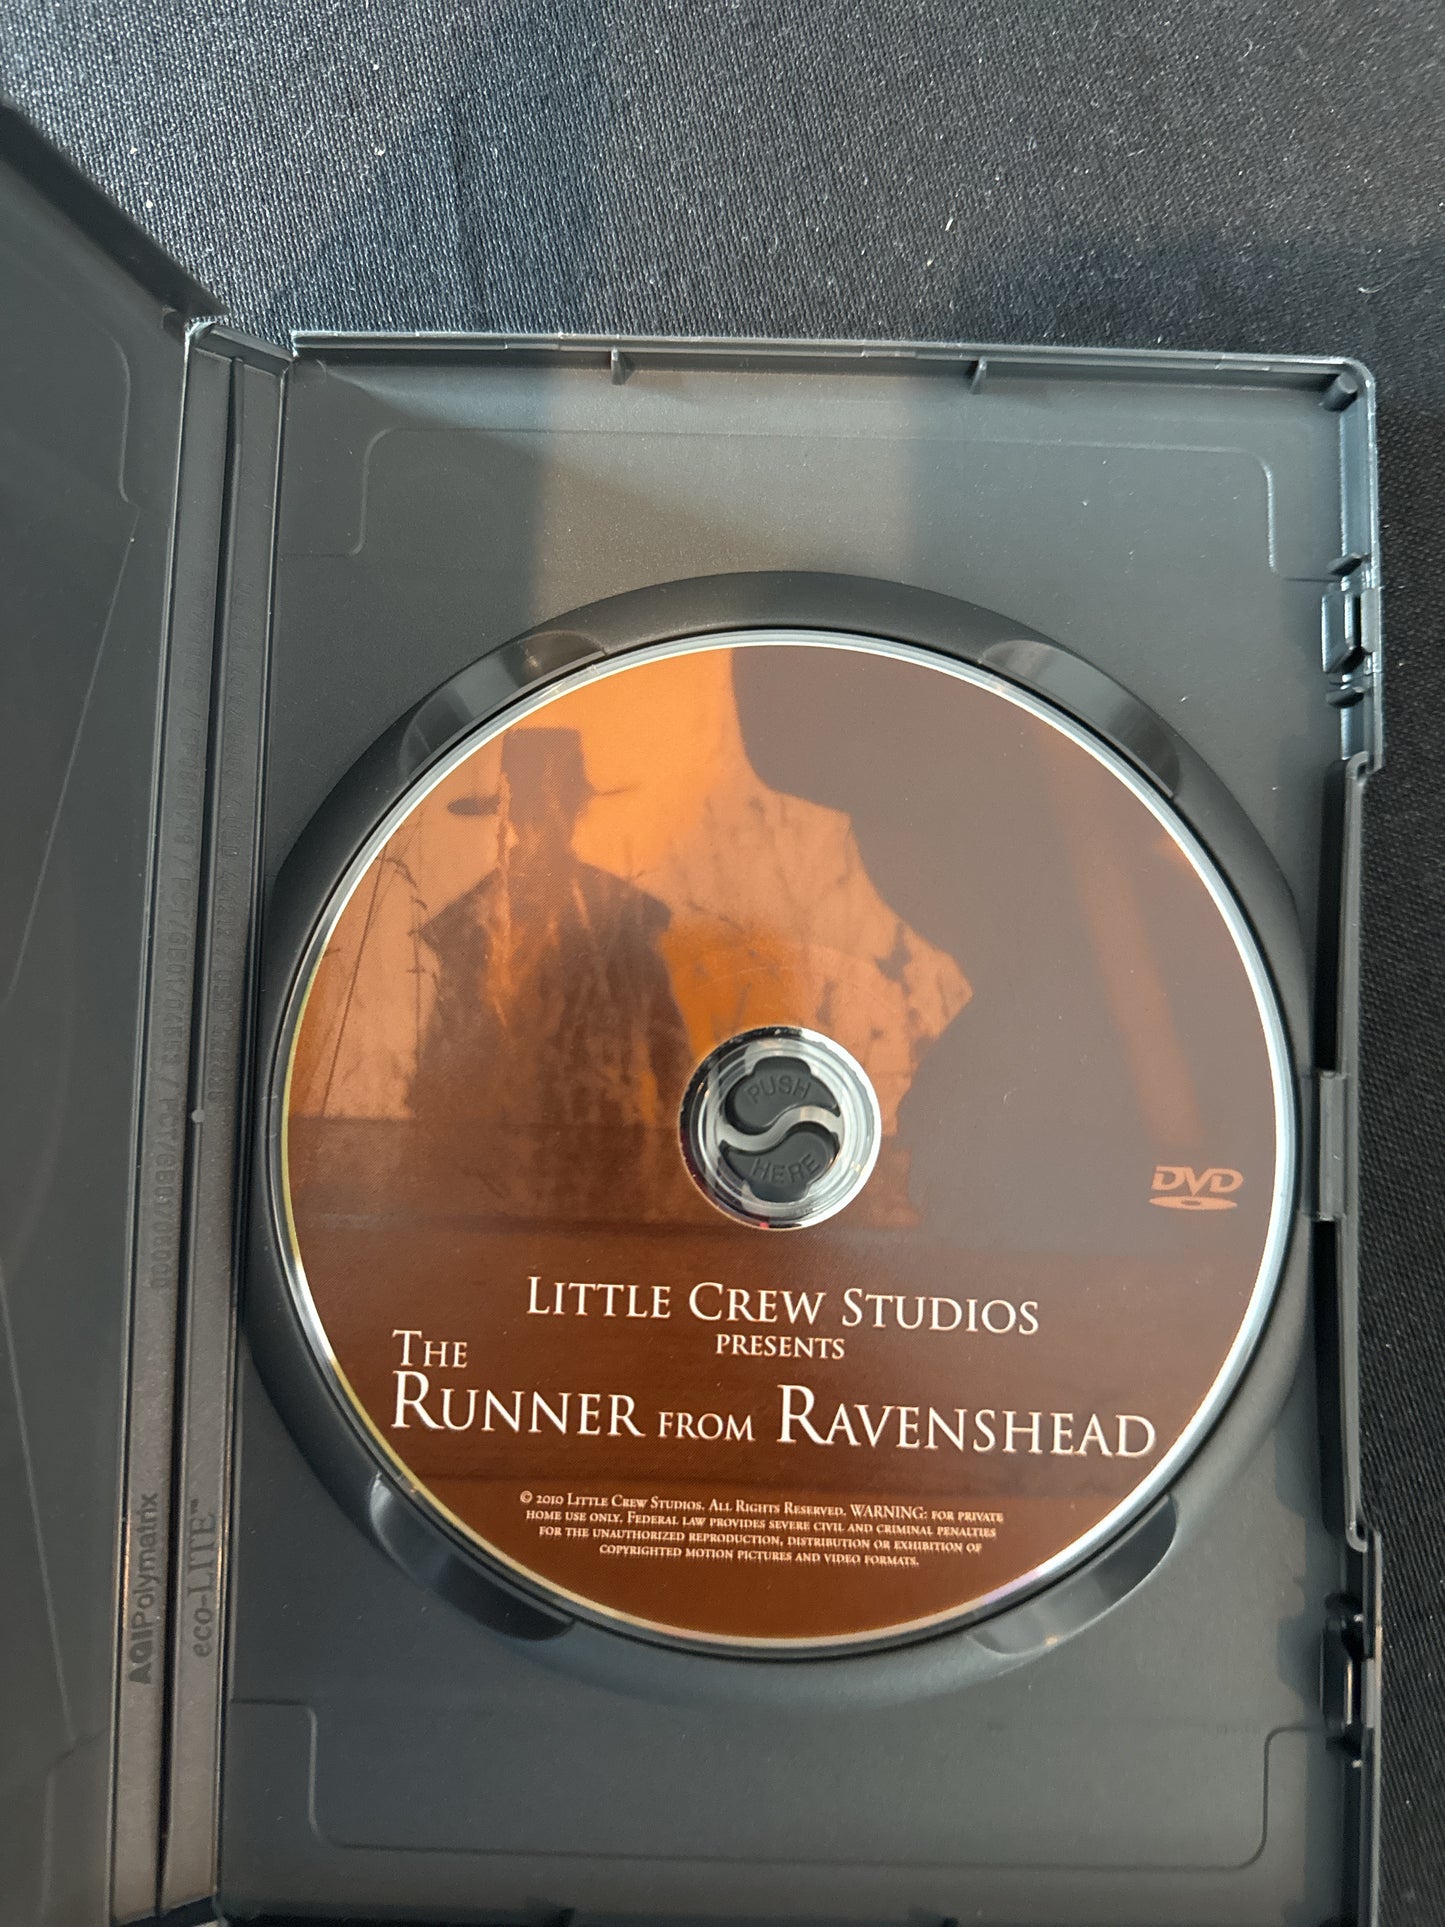 PUSH
HERE
DVD
LITTLE CREW STUDIOS
PRESENTS
THE
RUNNER FROM RAVENSHEAD
© 2010 LITTLE CREW STUDIOS. ALL RIGHTS RESERVED. WARNING: FOR PRIVATE
HOME USE ONLY. FEDERAL LAW PROVIDES SEVERE CIVIL AND CRIMINAL PENALTIES
FOR THE UNAUTHORIZED REPRODUCTION, DISTRIBUTION OR EXHIBITION OF
COPYRIGHTED MOTION PICTURES AND VIDEO FORMATS.
AGI Polymatrix
eco-LITE™